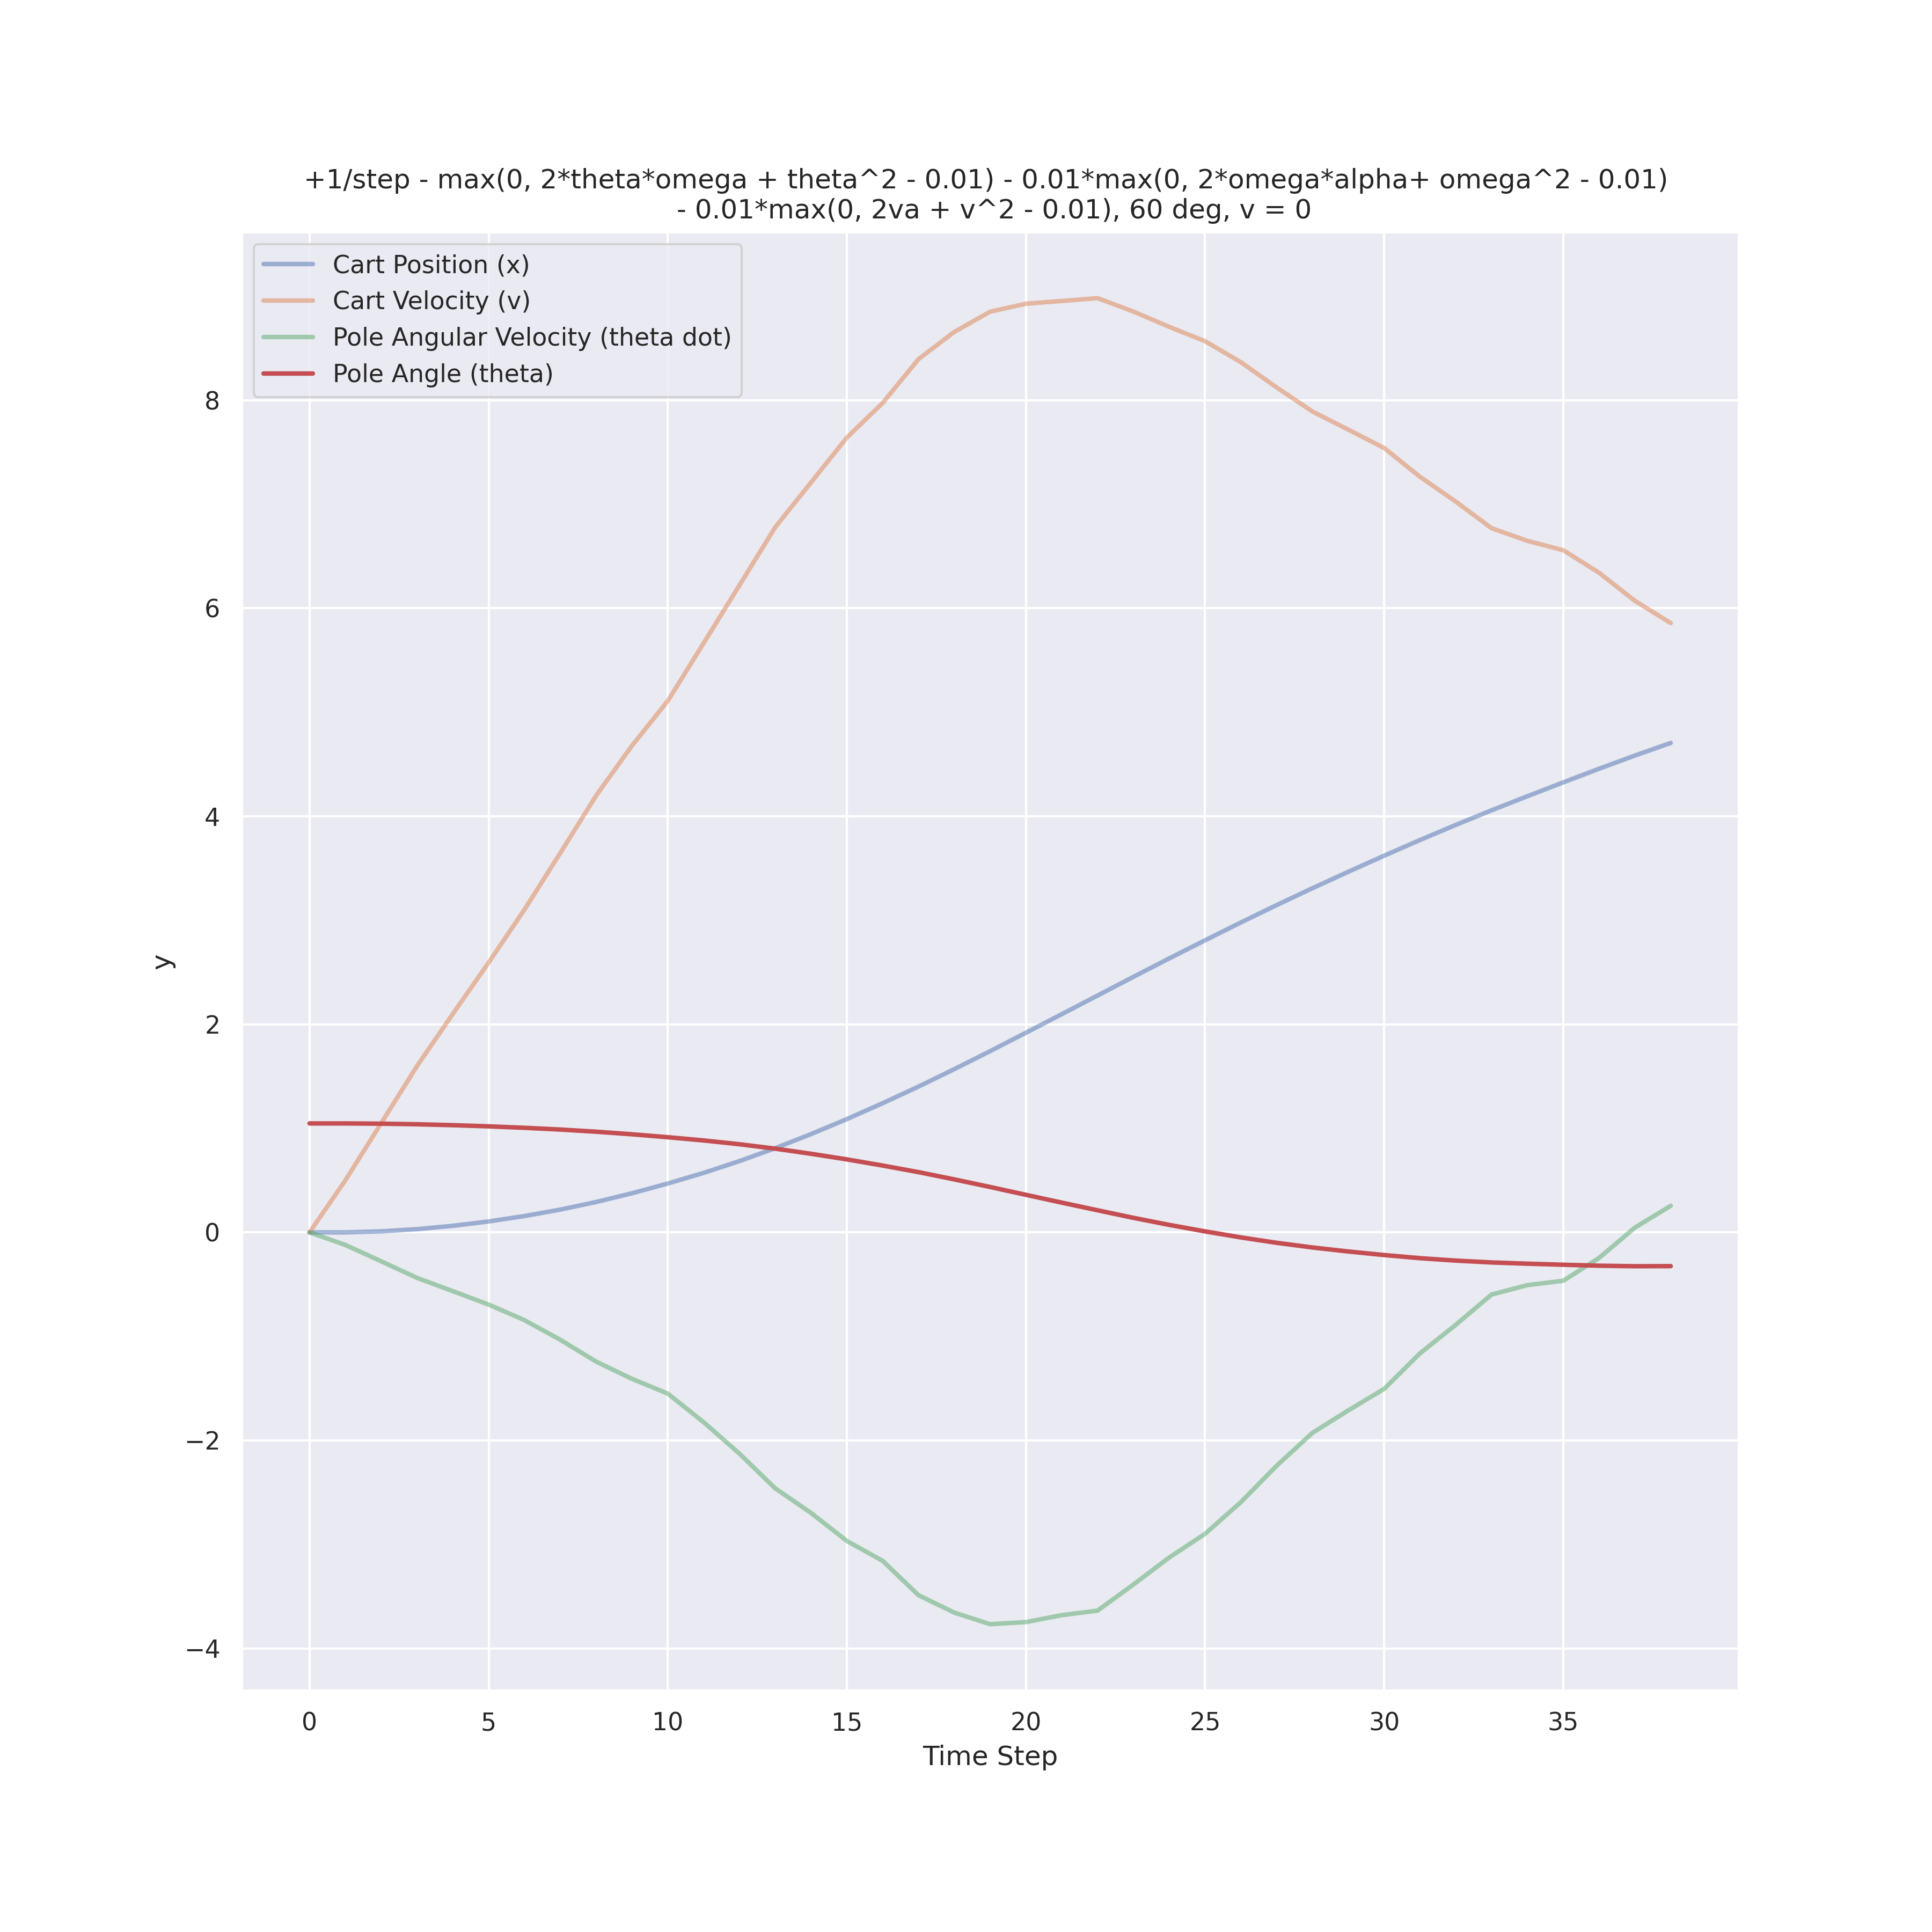 +1/step - max(0, 2*theta*omega + theta^2 - 0.01) - 0.01*max(0, 2*omega*alpha+ omega^2 - 0.01)
- 0.01*max(0, 2va + v^2 - 0.01), 60 deg, v = 0
Cart Position (x)
Cart Velocity (v)
Pole Angular Velocity (theta dot)
Pole Angle (theta)
8
6
4
2
0
−2
−4
y
0 5 10 15 20 25 30 35
Time Step